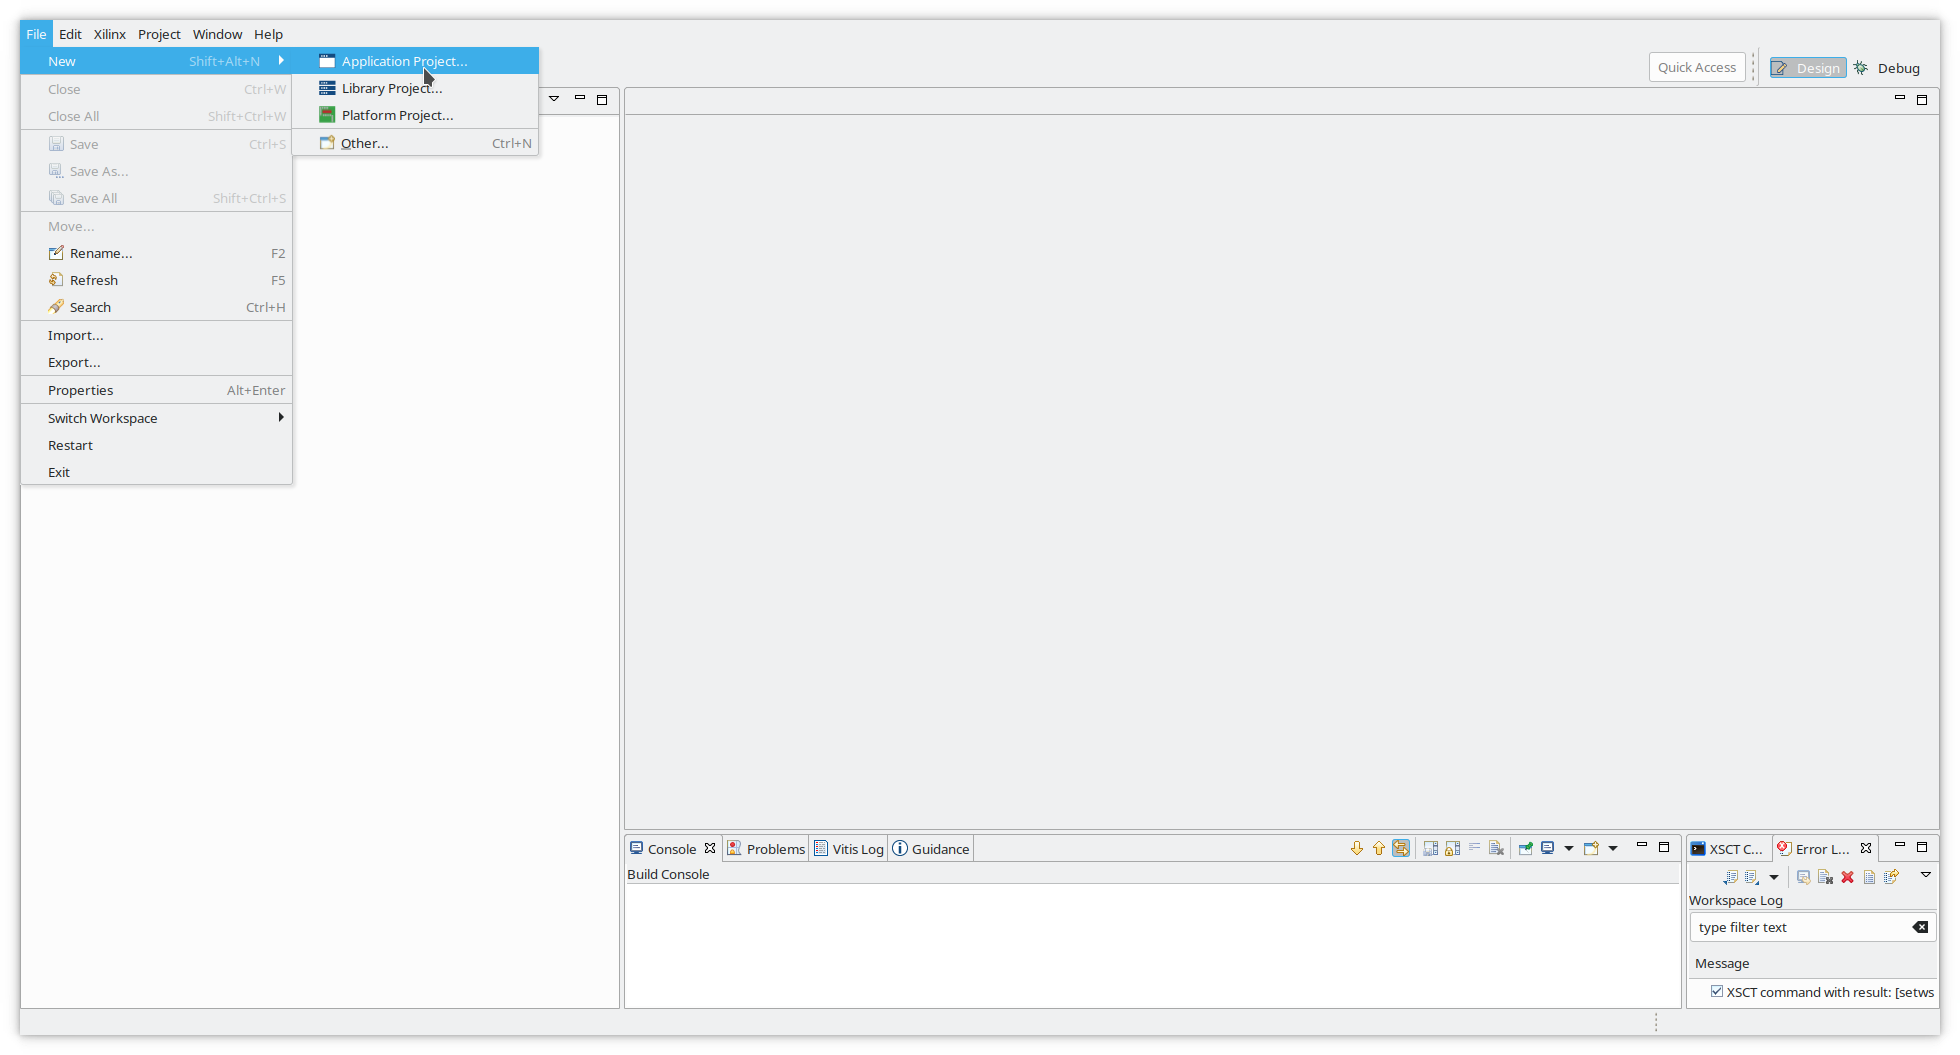 File Edit Xilinx Project Window Help
New Shift+Alt+N
Application Project...
Quick Access
Design
Debug
Close Ctrl+W
Library Project...
Close All Shift+Ctrl+W
Platform Project...
Save Ctrl+S
Other... Ctrl+N
Save As...
Save All Shift+Ctrl+S
Move...
Rename... F2
Refresh F5
Search Ctrl+H
Import...
Export...
Properties Alt+Enter
Switch Workspace
Restart
Exit
Console Problems Vitis Log Guidance
Build Console
XSCT C... Error L...
Workspace Log
type filter text
Message
XSCT command with result: [setws